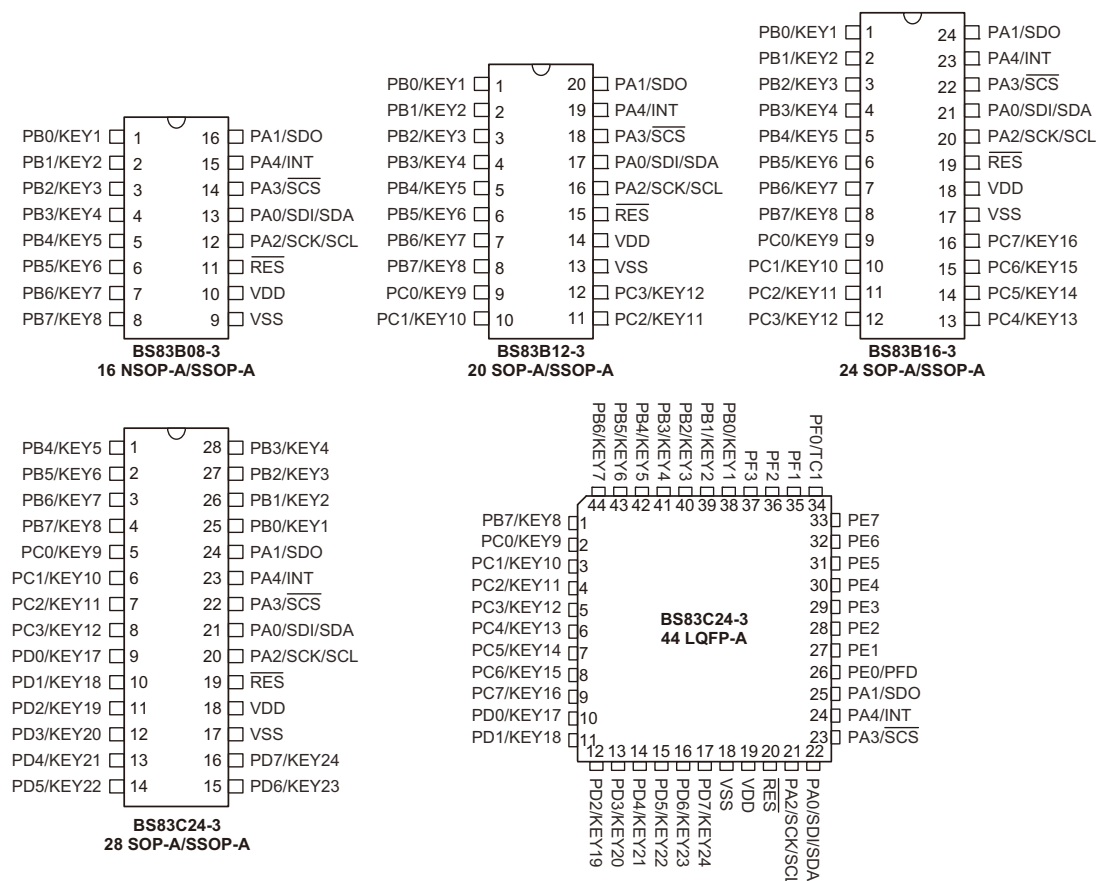 PB0/KEY1 1 16 PA1/SDO
PB1/KEY2 2 15 PA4/INT
PB2/KEY3 3 14 PA3/SCS
PB3/KEY4 4 13 PA0/SDI/SDA
PB4/KEY5 5 12 PA2/SCK/SCL
PB5/KEY6 6 11 RES
PB6/KEY7 7 10 VDD
PB7/KEY8 8 9 VSS
BS83B08-3
16 NSOP-A/SSOP-A
PB0/KEY1 1 20 PA1/SDO
PB1/KEY2 2 19 PA4/INT
PB2/KEY3 3 18 PA3/SCS
PB3/KEY4 4 17 PA0/SDI/SDA
PB4/KEY5 5 16 PA2/SCK/SCL
PB5/KEY6 6 15 RES
PB6/KEY7 7 14 VDD
PB7/KEY8 8 13 VSS
PC0/KEY9 9 12 PC3/KEY12
PC1/KEY10 10 11 PC2/KEY11
BS83B12-3
20 SOP-A/SSOP-A
PB0/KEY1 1 24 PA1/SDO
PB1/KEY2 2 23 PA4/INT
PB2/KEY3 3 22 PA3/SCS
PB3/KEY4 4 21 PA0/SDI/SDA
PB4/KEY5 5 20 PA2/SCK/SCL
PB5/KEY6 6 19 RES
PB6/KEY7 7 18 VDD
PB7/KEY8 8 17 VSS
PC0/KEY9 9 16 PC7/KEY16
PC1/KEY10 10 15 PC6/KEY15
PC2/KEY11 11 14 PC5/KEY14
PC3/KEY12 12 13 PC4/KEY13
BS83B16-3
24 SOP-A/SSOP-A
PB4/KEY5 1 28 PB3/KEY4
PB5/KEY6 2 27 PB2/KEY3
PB6/KEY7 3 26 PB1/KEY2
PB7/KEY8 4 25 PB0/KEY1
PC0/KEY9 5 24 PA1/SDO
PC1/KEY10 6 23 PA4/INT
PC2/KEY11 7 22 PA3/SCS
PC3/KEY12 8 21 PA0/SDI/SDA
PD0/KEY17 9 20 PA2/SCK/SCL
PD1/KEY18 10 19 RES
PD2/KEY19 11 18 VDD
PD3/KEY20 12 17 VSS
PD4/KEY21 13 16 PD7/KEY24
PD5/KEY22 14 15 PD6/KEY23
BS83C24-3
28 SOP-A/SSOP-A
PB6/KEY7 PB5/KEY6 PB4/KEY5 PB3/KEY4 PB2/KEY3 PB1/KEY2 PB0/KEY1 PF3 PF2 PF1 PF0/TC1
44 43 42 41 40 39 38 37 36 35 34
PB7/KEY8 1 33 PE7
PC0/KEY9 2 32 PE6
PC1/KEY10 3 31 PE5
PC2/KEY11 4 30 PE4
PC3/KEY12 5 29 PE3
PC4/KEY13 6 28 PE2
PC5/KEY14 7 27 PE1
PC6/KEY15 8 26 PE0/PFD
PC7/KEY16 9 25 PA1/SDO
PD0/KEY17 10 24 PA4/INT
PD1/KEY18 11 23 PA3/SCS
BS83C24-3
44 LQFP-A
12 13 14 15 16 17 18 19 20 21 22
PD2/KEY19 PD3/KEY20 PD4/KEY21 PD5/KEY22 PD6/KEY23 PD7/KEY24 VSS VDD RES PA2/SCK/SCL PA0/SDI/SDA